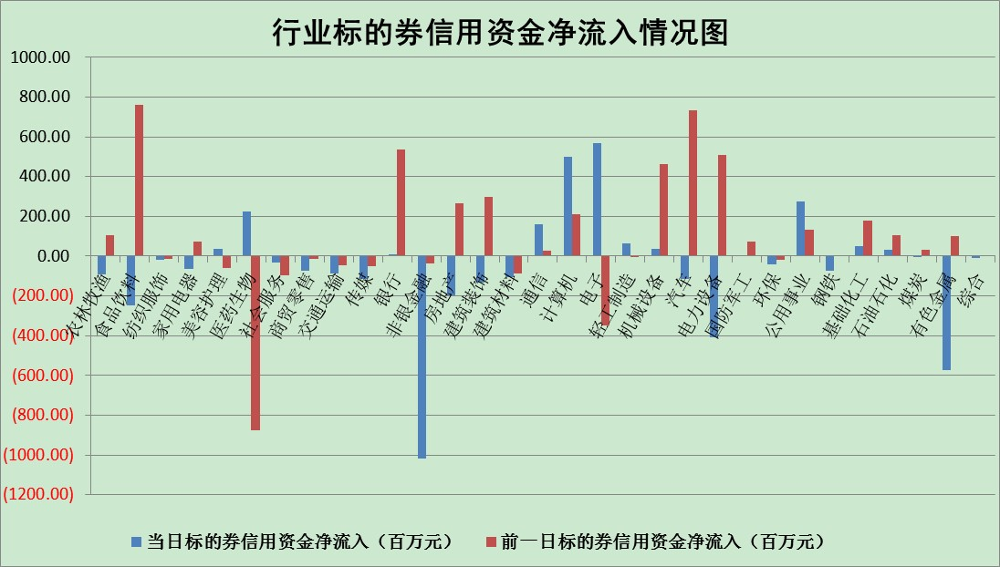 行业标的券信用资金净流入情况图
1000.00
800.00
600.00
400.00
200.00
0.00
(200.00)
(400.00)
(600.00)
(800.00)
(1000.00)
(1200.00)
农林牧渔
食品饮料
纺织服饰
家用电器
美容护理
医药生物
社会服务
商贸零售
交通运输
传媒
银行
非银金融
房地产
建筑装饰
建筑材料
通信
计算机
电子
轻工制造
机械设备
汽车
电力设备
国防军工
环保
公用事业
钢铁
基础化工
石油石化
煤炭
有色金属
综合
当日标的券信用资金净流入（百万元）
前一日标的券信用资金净流入（百万元）